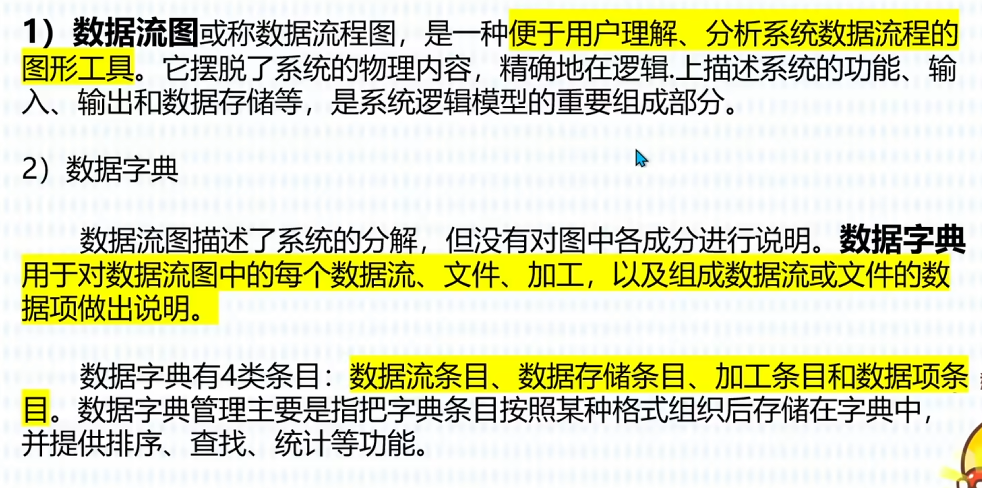 1）数据流图或称数据流程图，是一种便于用户理解、分析系统数据流程的
图形工具。它摆脱了系统的物理内容，精确地在逻辑.上描述系统的功能、输
入、输出和数据存储等，是系统逻辑模型的重要组成部分。
2）数据字典
数据流图描述了系统的分解，但没有对图中各成分进行说明。数据字典
用于对数据流图中的每个数据流、文件、加工，以及组成数据流或文件的数
据项做出说明。
数据字典有4类条目：数据流条目、数据存储条目、加工条目和数据项条
目。数据字典管理主要是指把字典条目按照某种格式组织后存储在字典中，
并提供排序、查找、统计等功能。